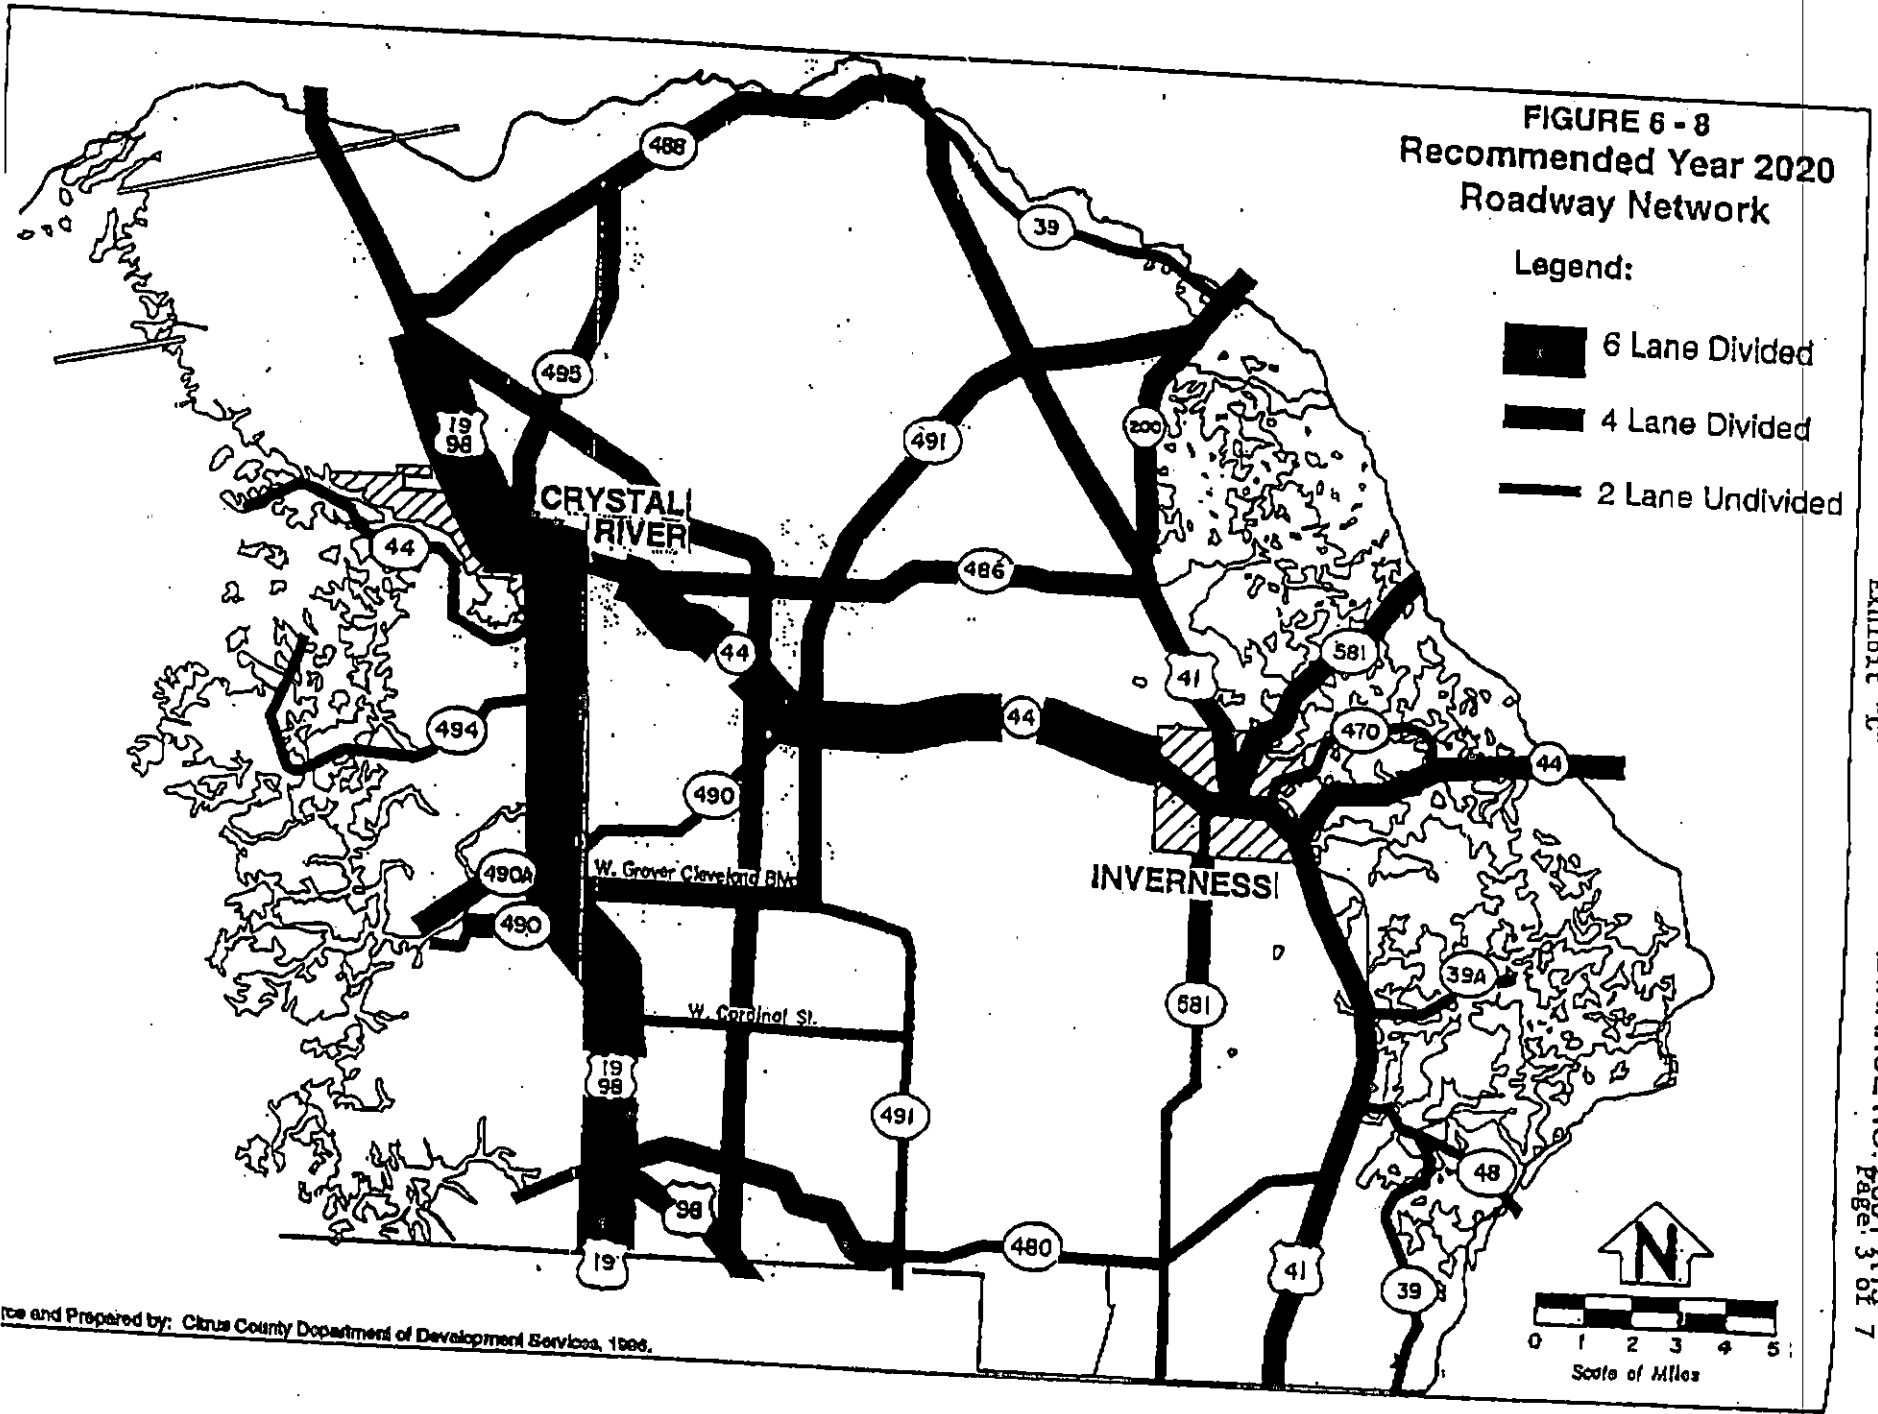 FIGURE 6 - 8
Recommended Year 2020
Roadway Network
Legend:
6 Lane Divided
4 Lane Divided
2 Lane Undivided
488
39
495
19
98
491
200
CRYSTAL
RIVER
44
486
581
41
44
44
470
494
44
490
490A
W. Grover Cleveland Blvd
INVERNESS
490
39A
581
W. Cardinal St.
19
98
491
48
98
480
19
41
39
N
0 1 2 3 4 5
Scale of Miles
and Prepared by: Citrus County Department of Development Services, 1996.
Page 3 of 7